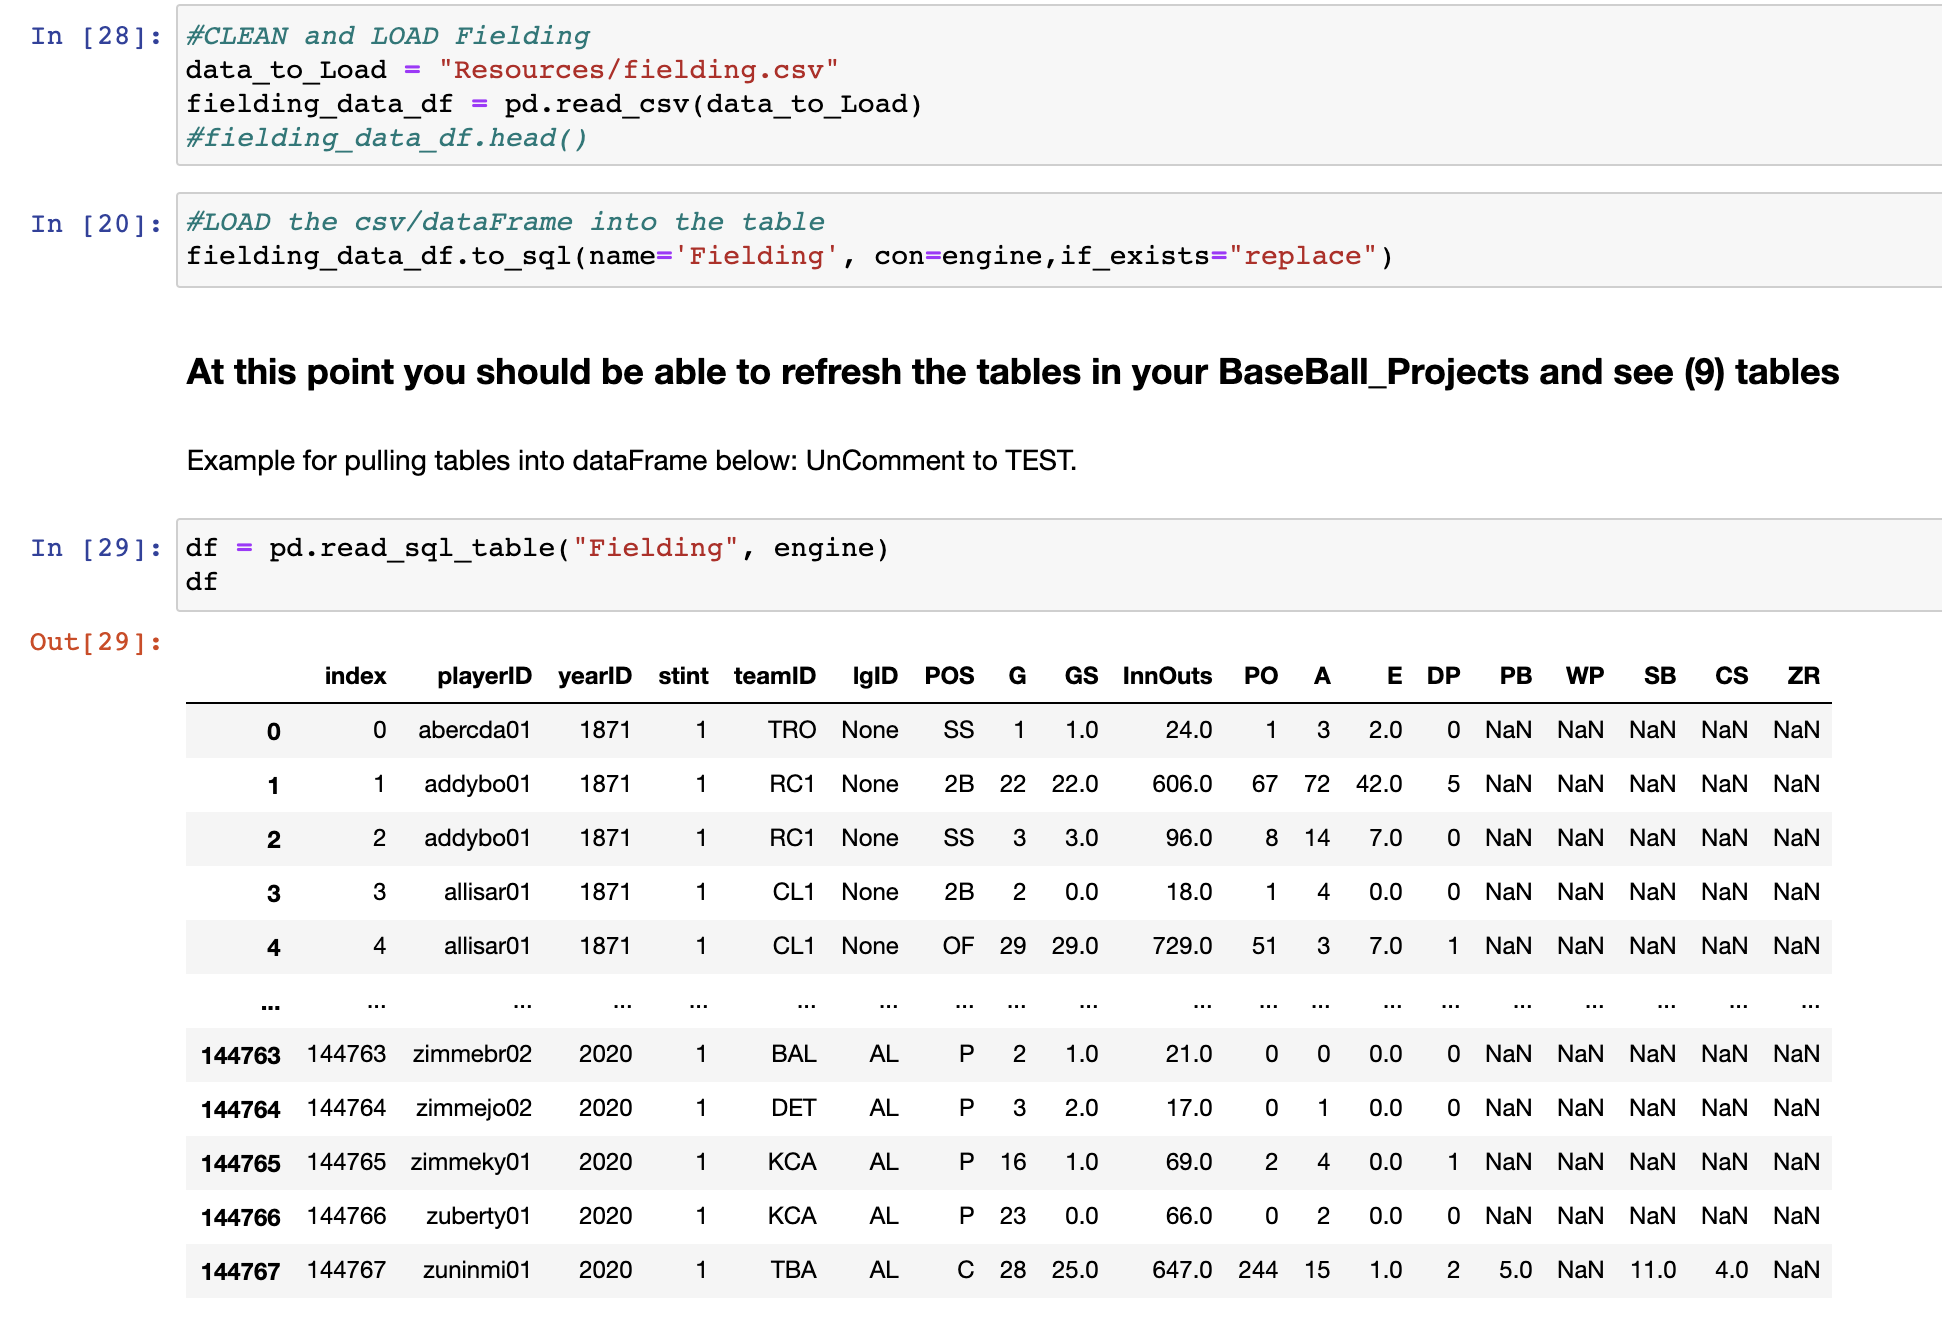 In [28]: #CLEAN and LOAD Fielding
data_to_Load = "Resources/fielding.csv"
fielding_data_df = pd.read_csv(data_to_Load)
#fielding_data_df.head()
In [20]: #LOAD the csv/dataFrame into the table
fielding_data_df.to_sql(name='Fielding', con=engine,if_exists="replace")
At this point you should be able to refresh the tables in your BaseBall_Projects and see (9) tables
Example for pulling tables into dataFrame below: UnComment to TEST.
In [29]: df = pd.read_sql_table("Fielding", engine)
df
Out[29]:
index playerID yearID stint teamID lgID POS G GS InnOuts PO A E DP PB WP SB CS ZR
0 0 abercda01 1871 1 TRO None SS 1 1.0 24.0 1 3 2.0 0 NaN NaN NaN NaN NaN
1 1 addybo01 1871 1 RC1 None 2B 22 22.0 606.0 67 72 42.0 5 NaN NaN NaN NaN NaN
2 2 addybo01 1871 1 RC1 None SS 3 3.0 96.0 8 14 7.0 0 NaN NaN NaN NaN NaN
3 3 allisar01 1871 1 CL1 None 2B 2 0.0 18.0 1 4 0.0 0 NaN NaN NaN NaN NaN
4 4 allisar01 1871 1 CL1 None OF 29 29.0 729.0 51 3 7.0 1 NaN NaN NaN NaN NaN
... ... ... ... ... ... ... ... ... ... ... ... ... ... ... ... ... ... ... ...
144763 144763 zimmebr02 2020 1 BAL AL P 2 1.0 21.0 0 0 0.0 0 NaN NaN NaN NaN NaN
144764 144764 zimmejo02 2020 1 DET AL P 3 2.0 17.0 0 1 0.0 0 NaN NaN NaN NaN NaN
144765 144765 zimmeky01 2020 1 KCA AL P 16 1.0 69.0 2 4 0.0 1 NaN NaN NaN NaN NaN
144766 144766 zuberty01 2020 1 KCA AL P 23 0.0 66.0 0 2 0.0 0 NaN NaN NaN NaN NaN
144767 144767 zuninmi01 2020 1 TBA AL C 28 25.0 647.0 244 15 1.0 2 5.0 NaN 11.0 4.0 NaN